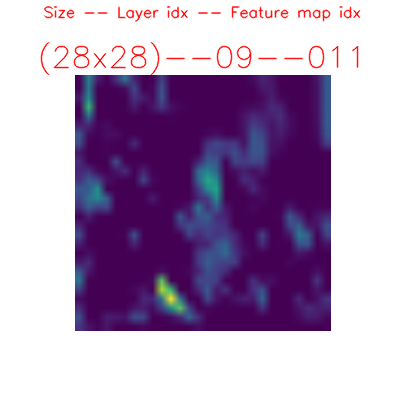 Size -- Layer idx -- Feature map idx
(28x28)--09--011